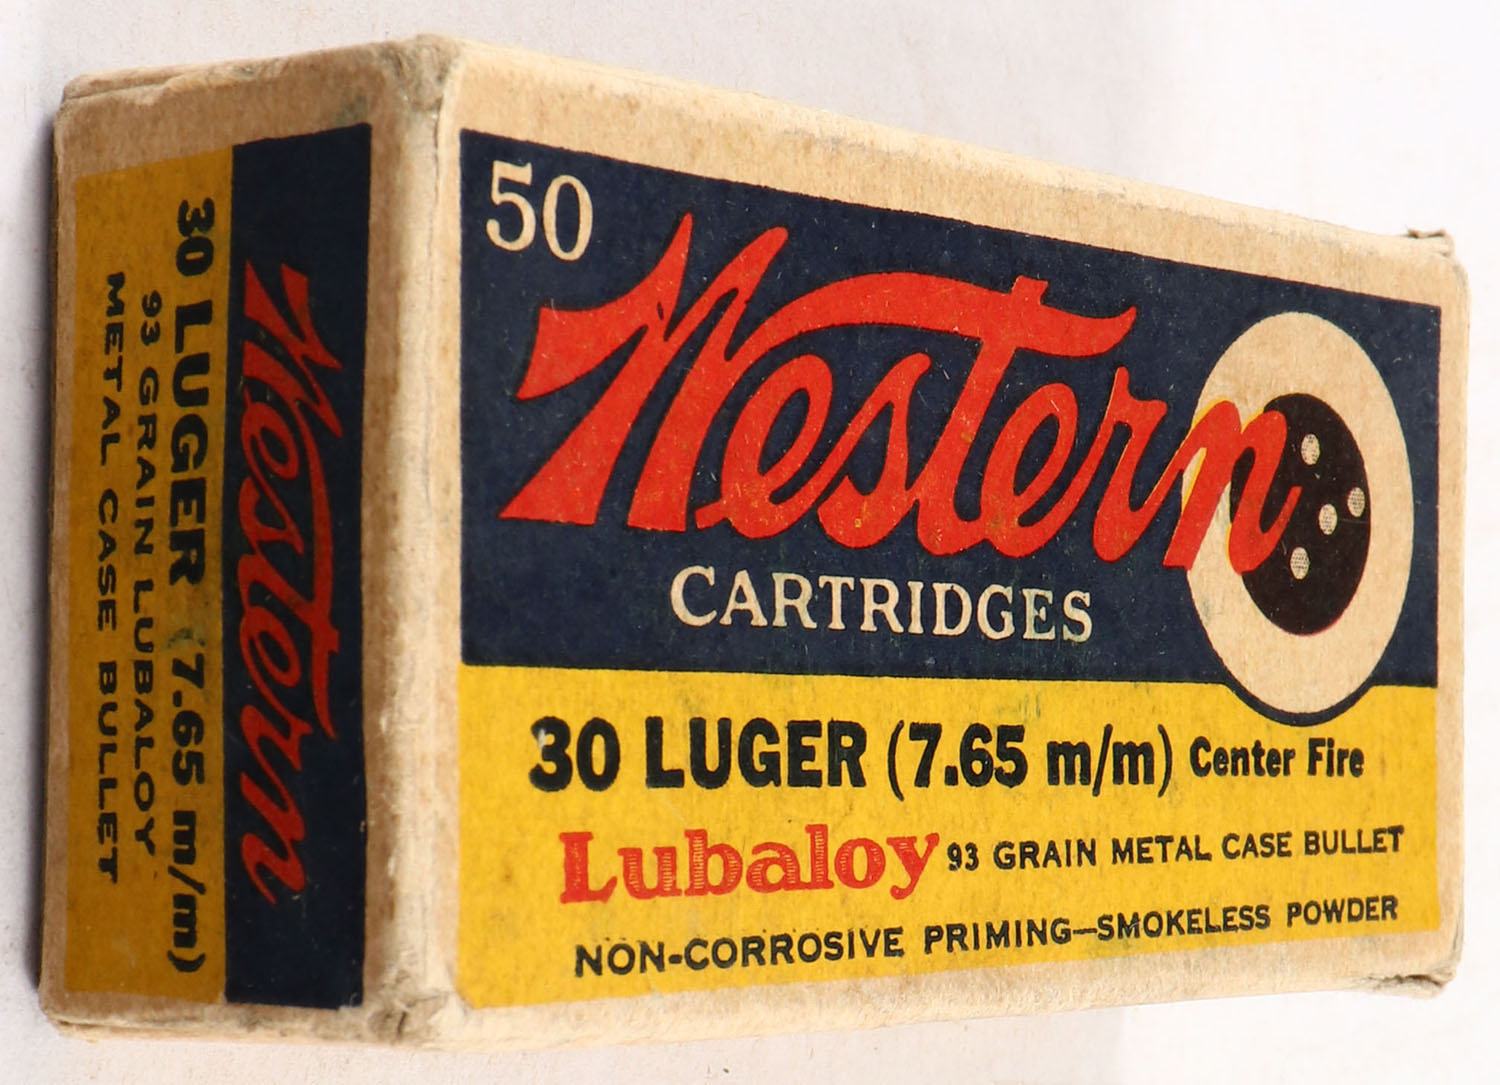 50
Western
CARTRIDGES
30 LUGER (7.65 m/m) Center Fire
Lubaloy 93 GRAIN METAL CASE BULLET
NON-CORROSIVE PRIMING—SMOKELESS POWDER
Western
30 LUGER (7.65 m/m)
93 GRAIN LUBALOY
METAL CASE BULLET